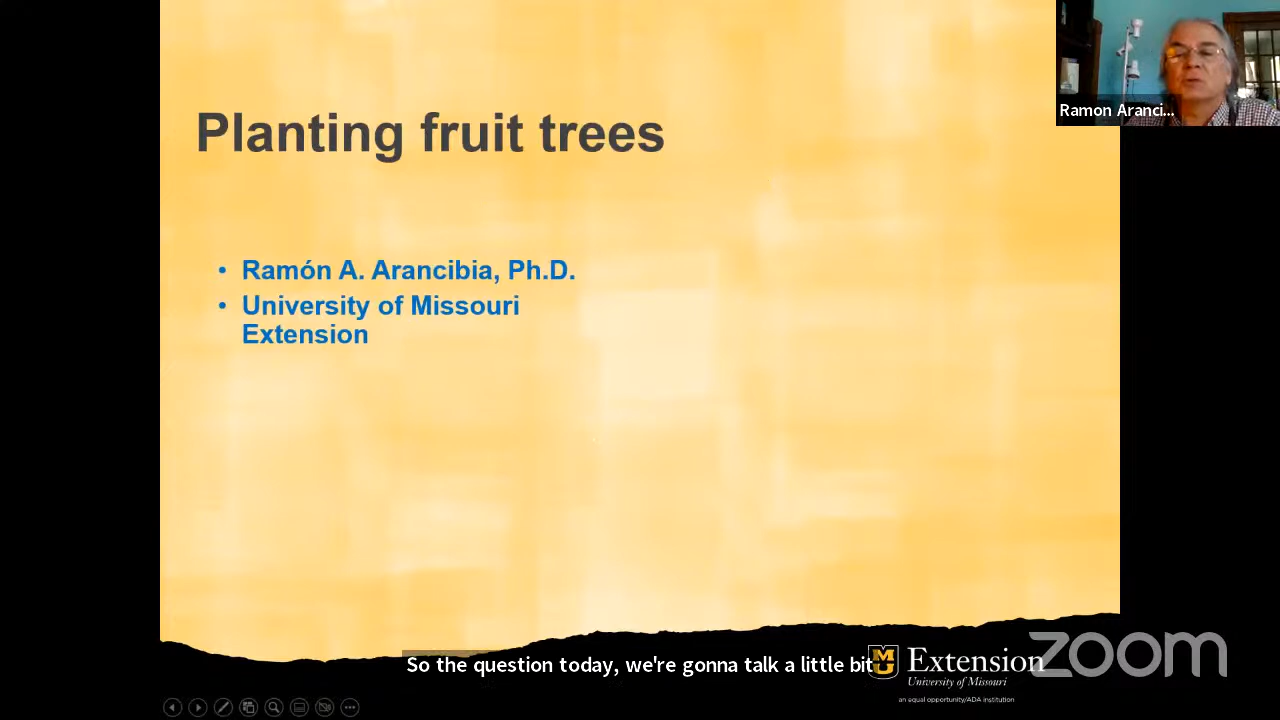 Ramon Aranci...
Planting fruit trees
• Ramón A. Arancibia, Ph.D.
• University of Missouri
Extension
So the question today, we're gonna talk a little bit
Extension
University of Missouri
an equal opportunity/ADA institution
zoom